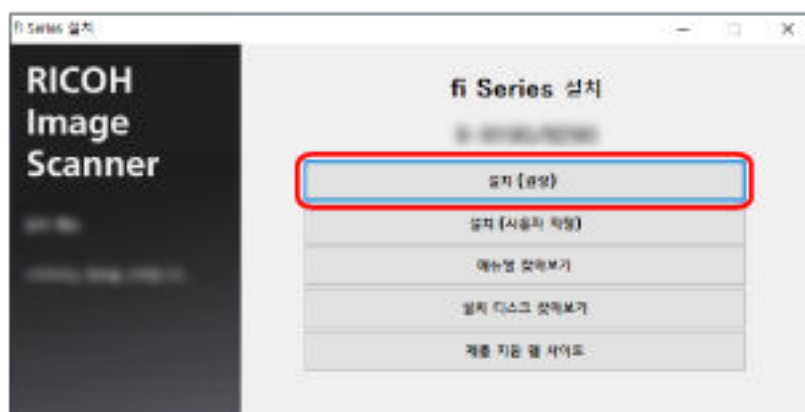 fi Series 설치
RICOH
Image
Scanner
fi Series 설치
설치 (권장)
설치 (사용자 지정)
매뉴얼 찾아보기
설치 디스크 찾아보기
제품 지원 웹 사이트